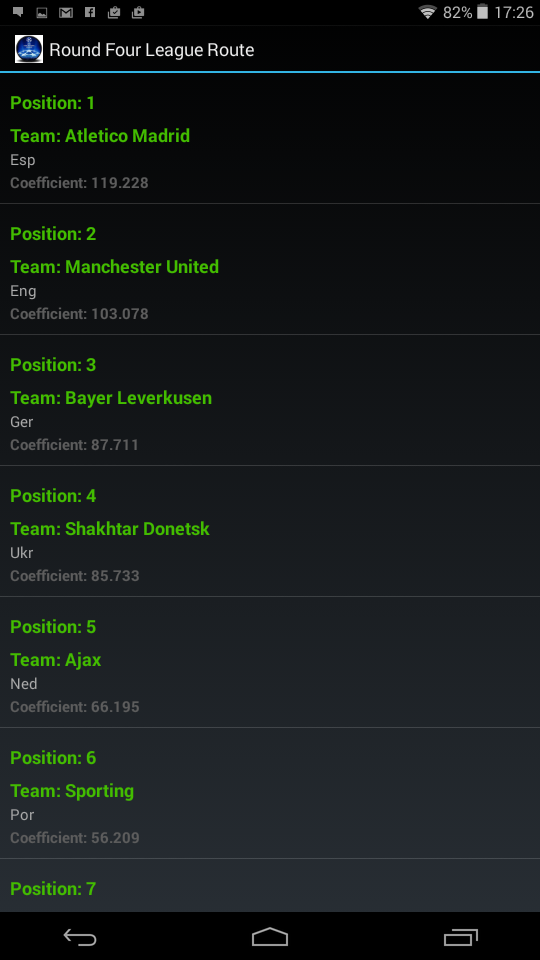 82% 17:26
Round Four League Route
Position: 1
Team: Atletico Madrid
Esp
Coefficient: 119.228
Position: 2
Team: Manchester United
Eng
Coefficient: 103.078
Position: 3
Team: Bayer Leverkusen
Ger
Coefficient: 87.711
Position: 4
Team: Shakhtar Donetsk
Ukr
Coefficient: 85.733
Position: 5
Team: Ajax
Ned
Coefficient: 66.195
Position: 6
Team: Sporting
Por
Coefficient: 56.209
Position: 7